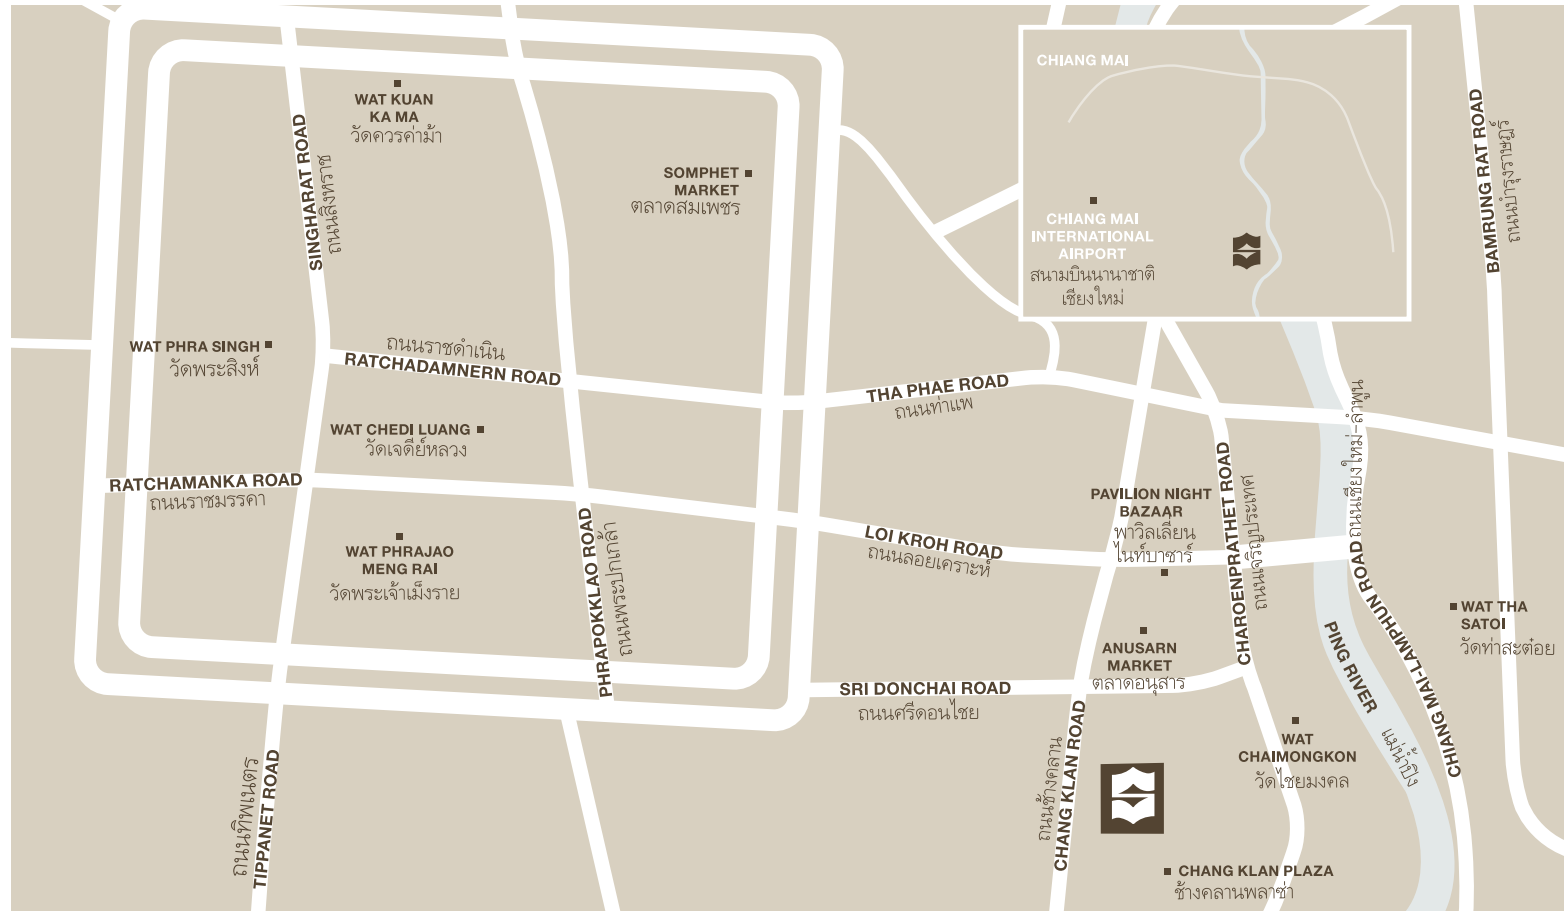 CHIANG MAI
CHIANG MAI
INTERNATIONAL
AIRPORT
สนามบินนานาชาติ
เชียงใหม่
WAT KUAN
KA MA
วัดควรค่าม้า
SINGHARAT ROAD
ถนนสิงหราช
SOMPHET
MARKET
ตลาดสมเพชร
BAMRUNG RAT ROAD
ถนนบำรุงราษฎร์
WAT PHRA SINGH
วัดพระสิงห์
ถนนราชดำเนิน
RATCHADAMNERN ROAD
THA PHAE ROAD
ถนนท่าแพ
WAT CHEDI LUANG
วัดเจดีย์หลวง
RATCHAMANKA ROAD
ถนนราชมรรคา
WAT PHRAJAO
MENG RAI
วัดพระเจ้าเม็งราย
PHRAPOKKLAO ROAD
ถนนพระปกเกล้า
LOI KROH ROAD
ถนนลอยเคราะห์
PAVILION NIGHT
BAZAAR
พาวิลเลี่ยน
ไนท์บาซาร์
CHAROENPRATHET ROAD
ถนนเจริญประเทศ
CHIANG MAI-LAMPHUN ROAD
ถนนเชียงใหม่-ลำพูน
WAT THA
SATOI
วัดท่าสะต๋อย
ANUSARN
MARKET
ตลาดอนุสาร
SRI DONCHAI ROAD
ถนนศรีดอนไชย
PING RIVER
แม่น้ำปิง
WAT
CHAIMONGKON
วัดไชยมงคล
TIPPANET ROAD
ถนนทิพเนตร
CHANG KLAN ROAD
ถนนช้างคลาน
CHANG KLAN PLAZA
ช้างคลานพลาซ่า